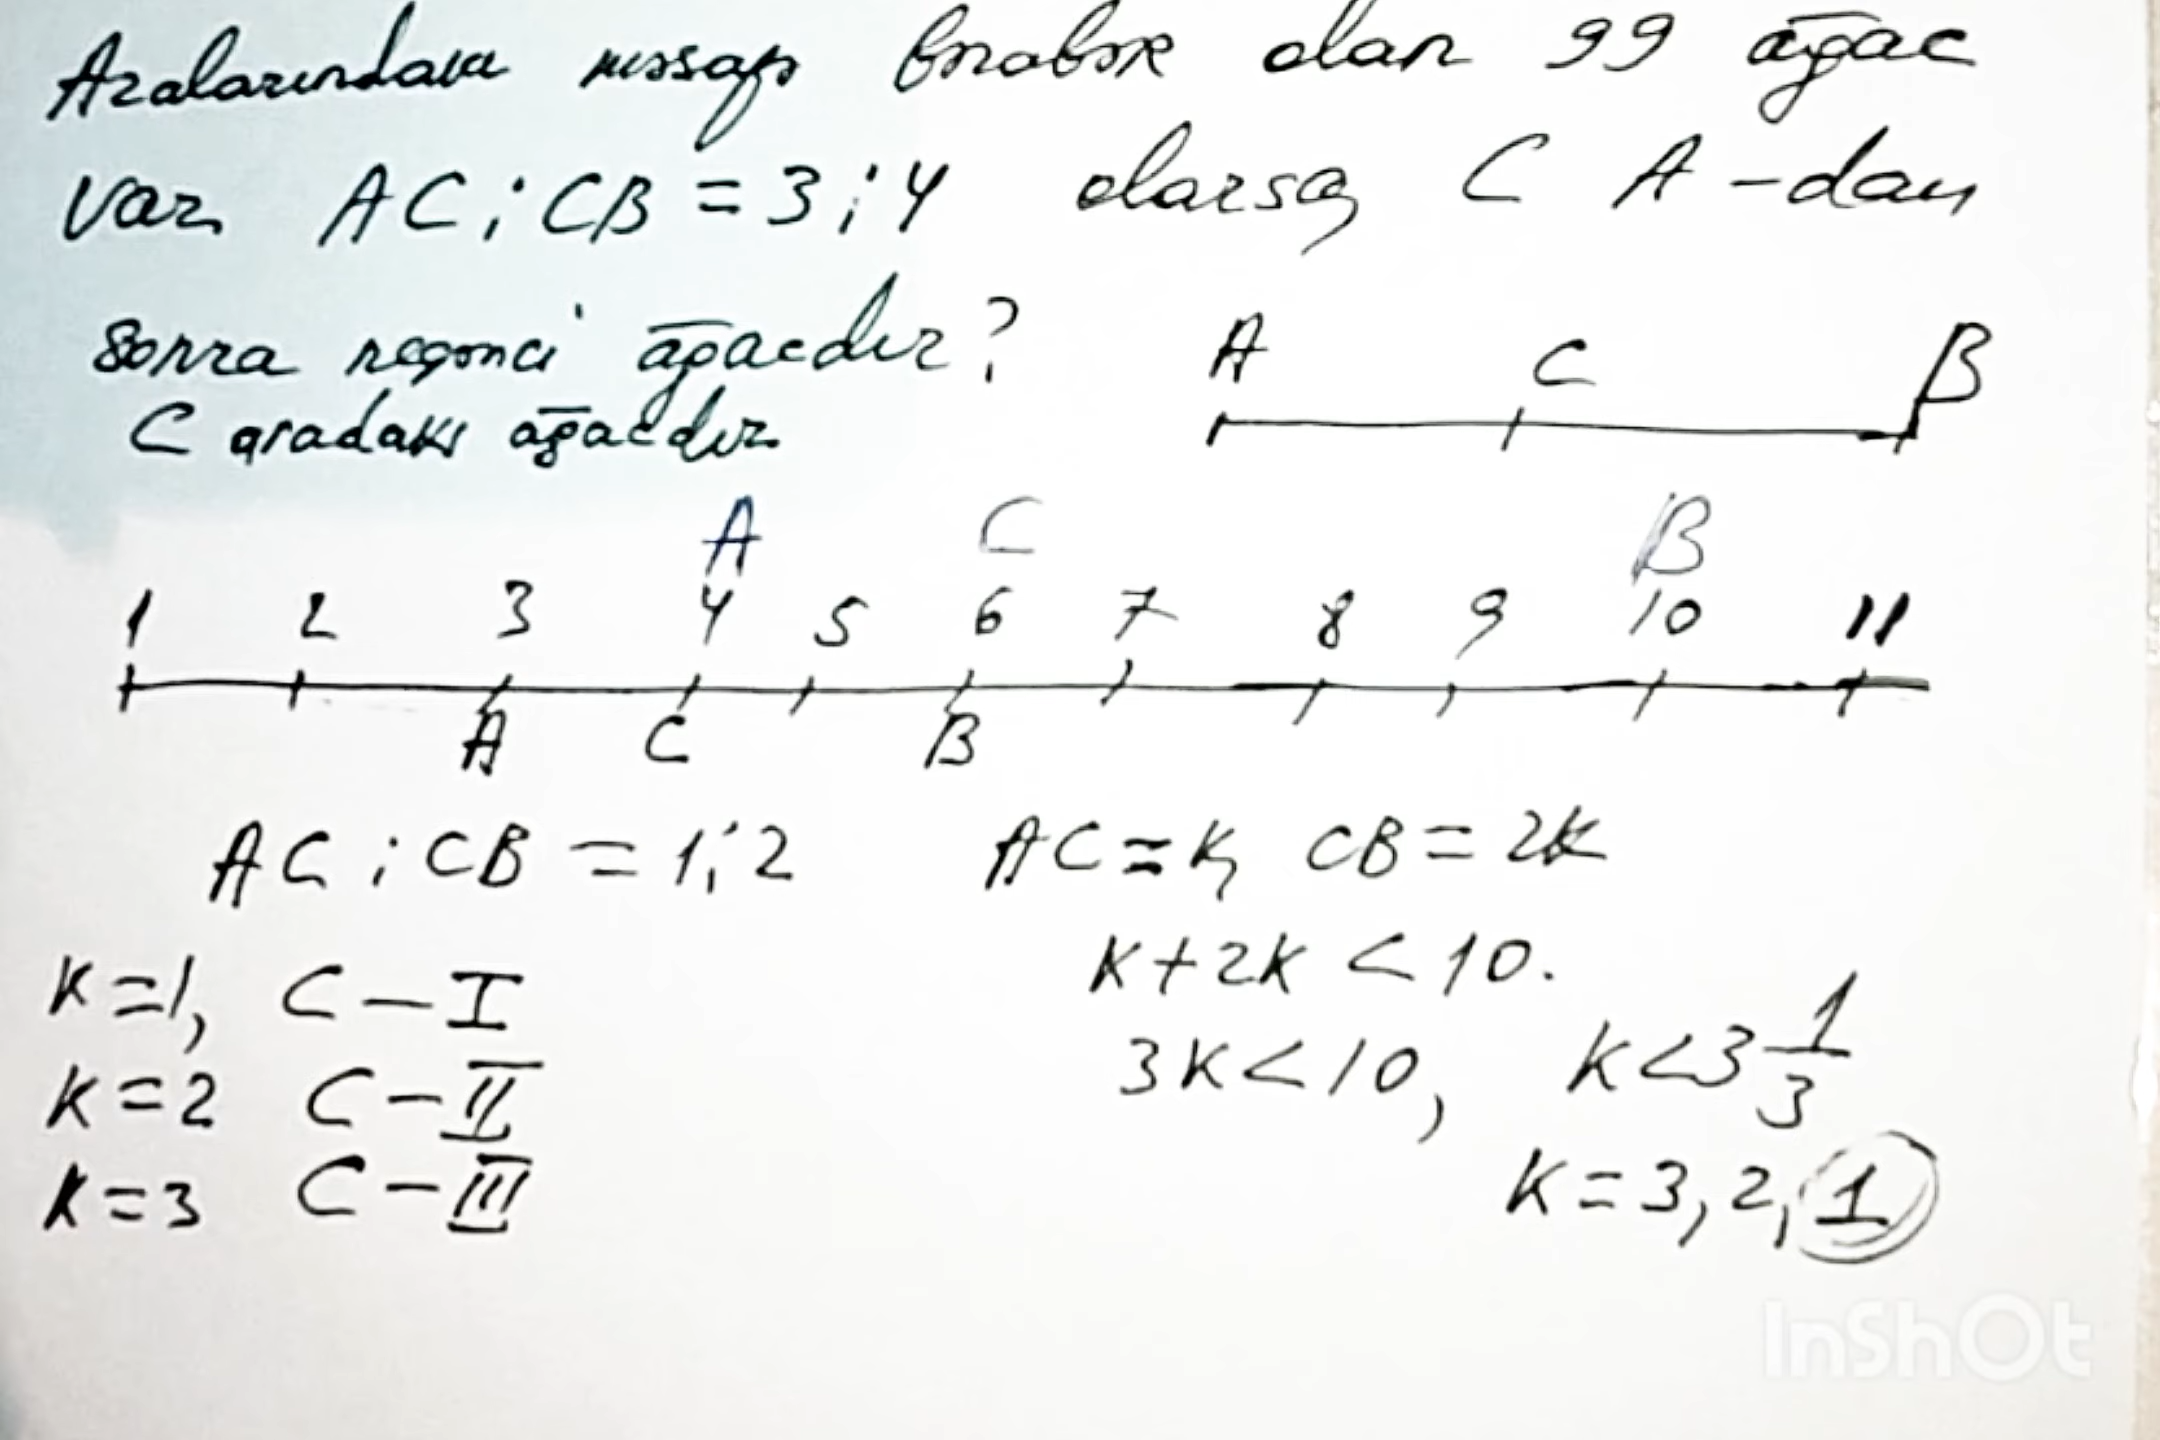 Aralarındakı məsafə bərabər olan 99 ağac
var AC:CB=3:4 olarsa, C A-dan
sonra neçənci ağacdır?
C aradakı ağacdır
A C B
A C B
1 2 3 4 5 6 7 8 9 10 11
A C B
AC:CB=1:2 AC=K, CB=2K
K+2K<10.
K=1, C-I
3K<10, K<3 1/3
K=2 C-II
K=3 C-III
K=3,2,1
InShOt